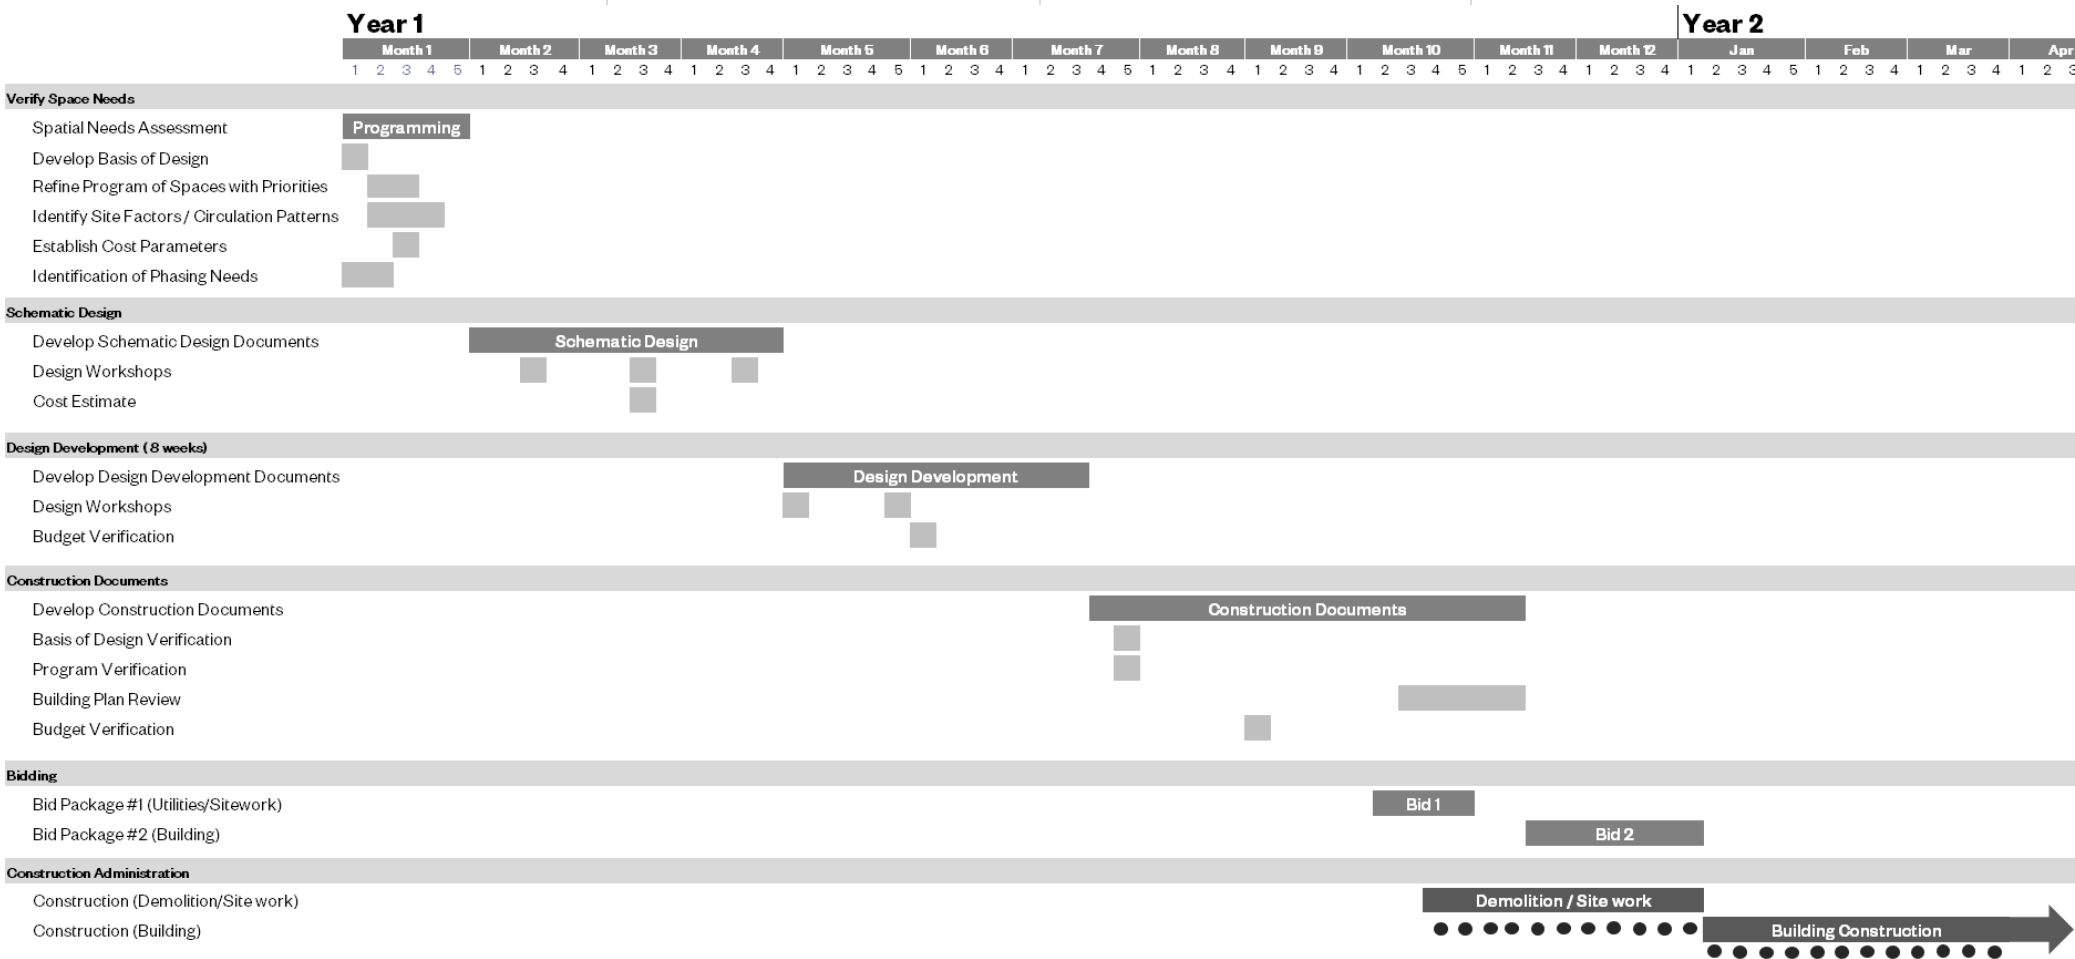 Year 1 Year 2
Month 1 Month 2 Month 3 Month 4 Month 5 Month 6 Month 7 Month 8 Month 9 Month 10 Month 11 Month 12 Jan Feb Mar Apr
1 2 3 4 5 1 2 3 4 1 2 3 4 1 2 3 4 1 2 3 4 5 1 2 3 4 1 2 3 4 5 1 2 3 4 1 2 3 4 1 2 3 4 5 1 2 3 4 1 2 3 4 1 2 3 4 5 1 2 3 4 1 2 3 4 1 2 3
Verify Space Needs
Spatial Needs Assessment Programming
Develop Basis of Design
Refine Program of Spaces with Priorities
Identify Site Factors / Circulation Patterns
Establish Cost Parameters
Identification of Phasing Needs
Schematic Design
Develop Schematic Design Documents Schematic Design
Design Workshops
Cost Estimate
Design Development ( 8 weeks)
Develop Design Development Documents Design Development
Design Workshops
Budget Verification
Construction Documents
Develop Construction Documents Construction Documents
Basis of Design Verification
Program Verification
Building Plan Review
Budget Verification
Bidding
Bid Package #1 (Utilities/Sitework) Bid 1
Bid Package #2 (Building) Bid 2
Construction Administration
Construction (Demolition/Site work) Demolition / Site work
Construction (Building) Building Construction